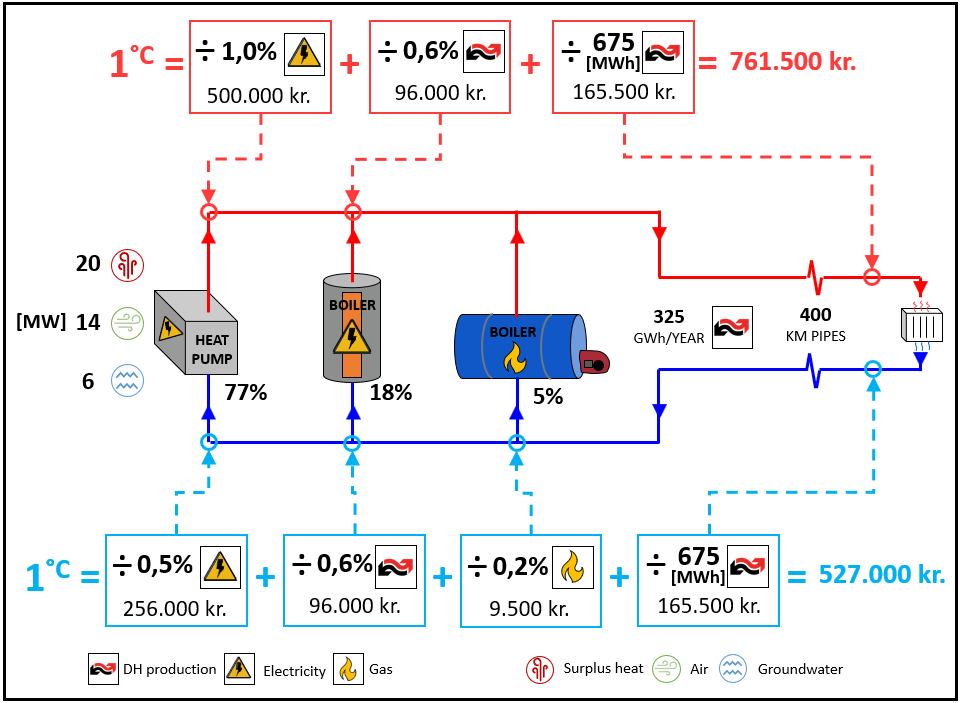 1°C = ÷ 1,0% + ÷ 0,6% + ÷ 675 [MWh] = 761.500 kr.
500.000 kr. 96.000 kr. 165.500 kr.
20
[MW] 14
6
HEAT
PUMP
77%
BOILER
18%
BOILER
5%
325
GWh/YEAR
400
KM PIPES
1°C = ÷ 0,5% + ÷ 0,6% + ÷ 0,2% + ÷ 675 [MWh] = 527.000 kr.
256.000 kr. 96.000 kr. 9.500 kr. 165.500 kr.
DH production Electricity Gas Surplus heat Air Groundwater